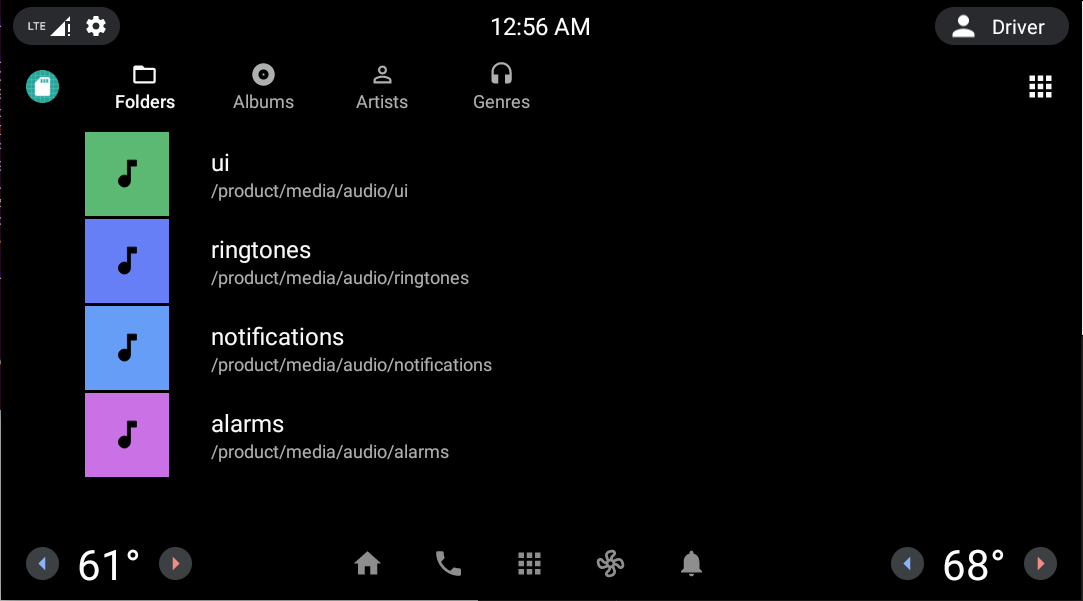 LTE
12:56 AM
Driver
Folders
Albums
Artists
Genres
ui
/product/media/audio/ui
ringtones
/product/media/audio/ringtones
notifications
/product/media/audio/notifications
alarms
/product/media/audio/alarms
61°
68°